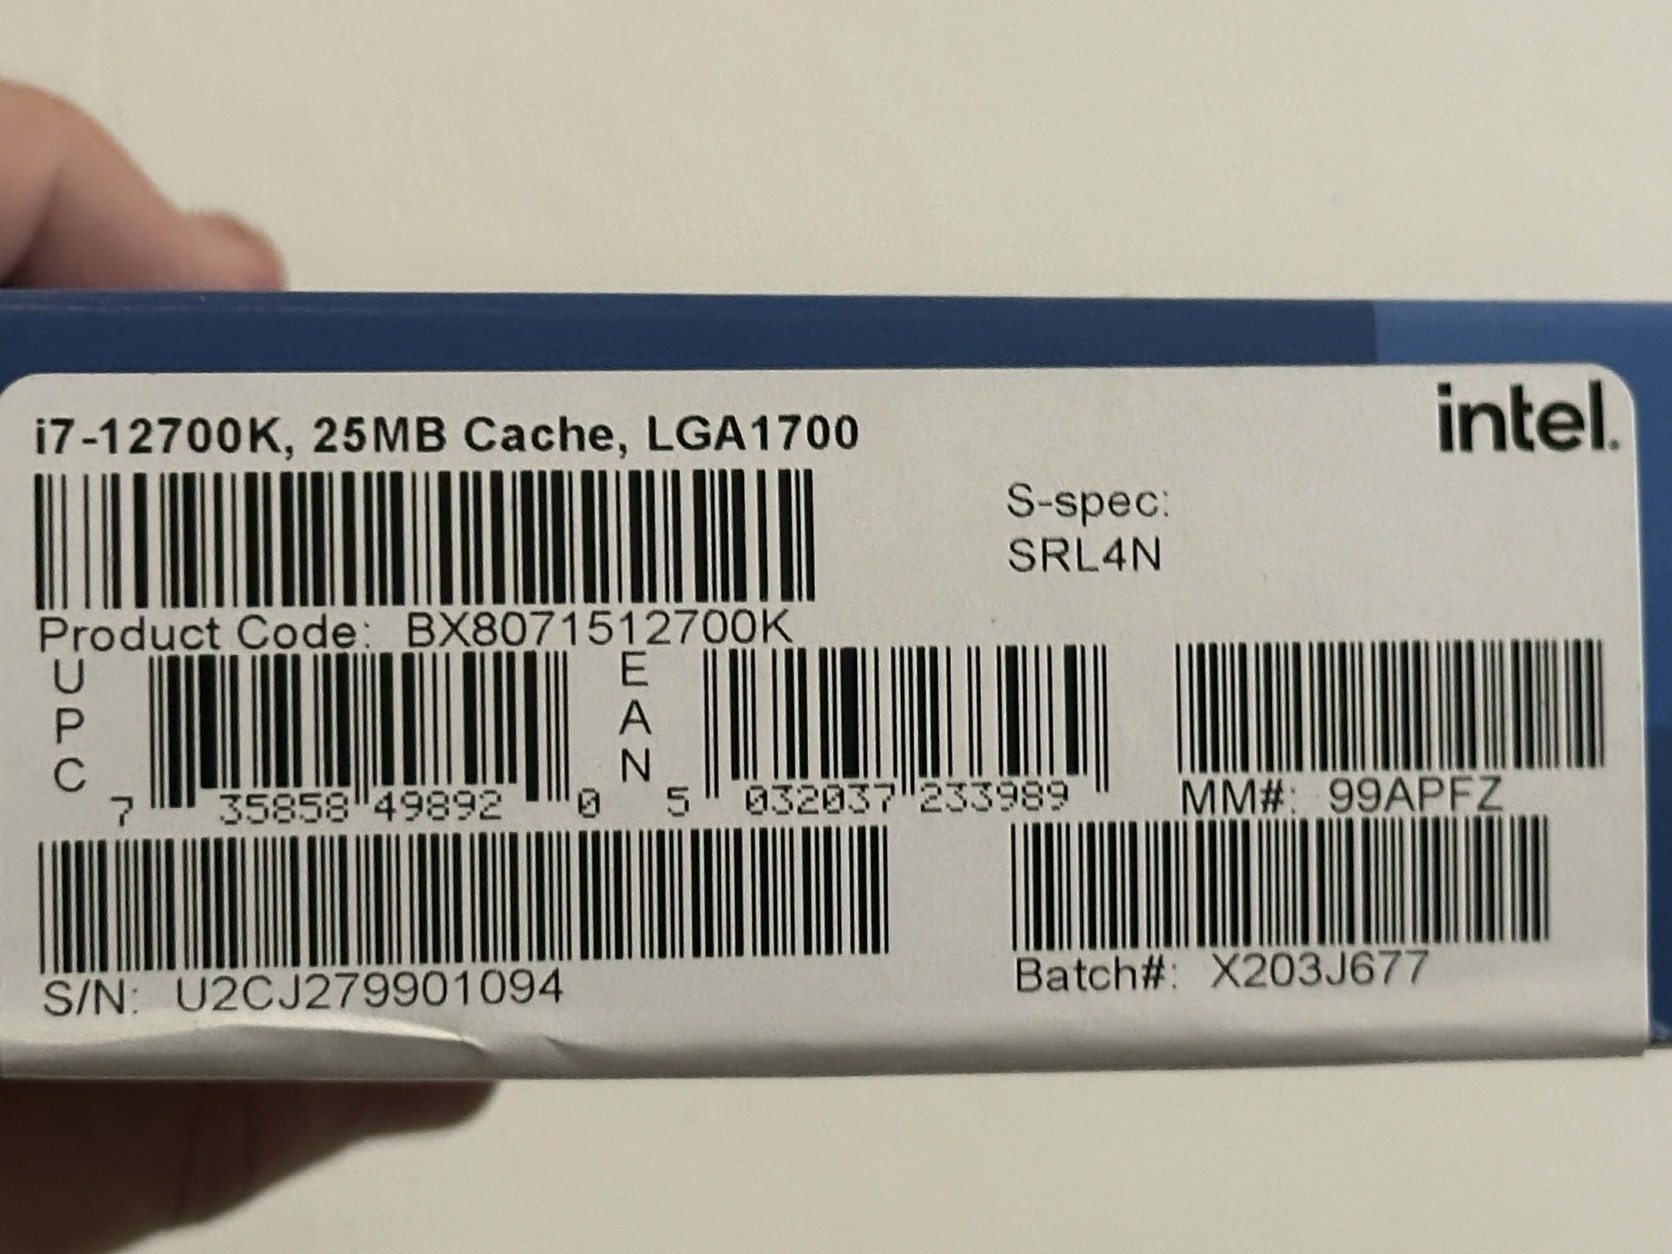 intel.
i7-12700K, 25MB Cache, LGA1700
S-spec:
SRL4N
Product Code: BX8071512700K
UPC
7 35858 49892 0
EAN
5 032037 233989
MM#: 99APFZ
S/N: U2CJ279901094
Batch#: X203J677